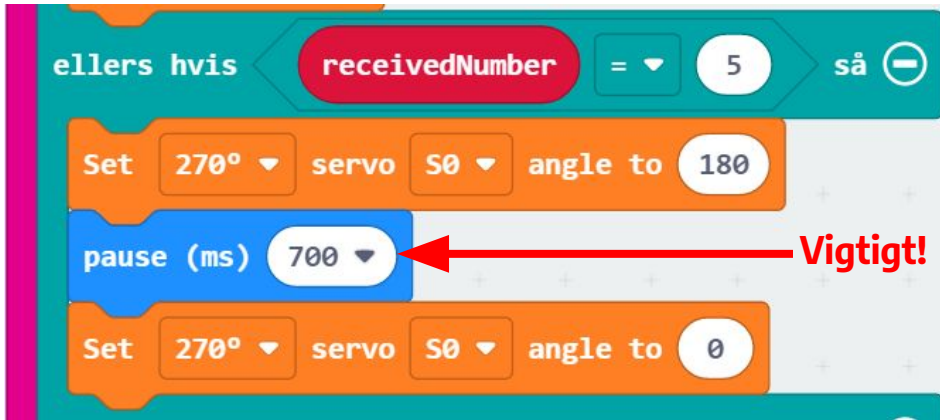 ellers hvis receivedNumber = 5 så
Set 270° servo S0 angle to 180
pause (ms) 700 Vigtigt!
Set 270° servo S0 angle to 0